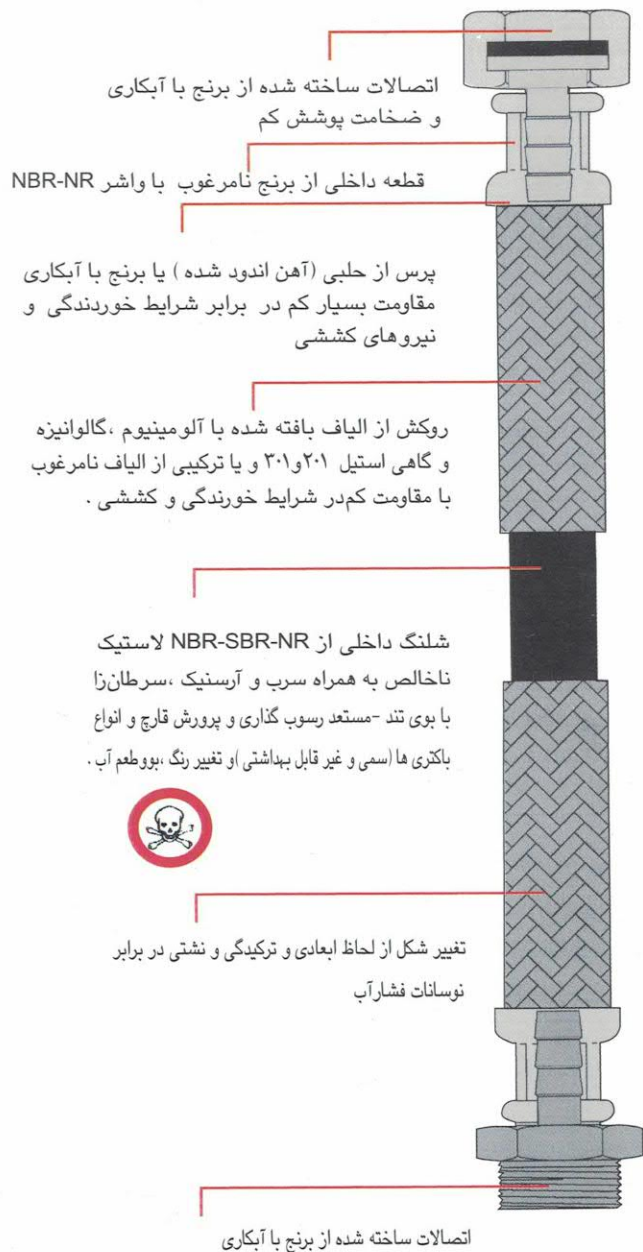 اتصالات ساخته شده از برنج با آبکاری
و ضخامت پوشش کم
قطعه داخلی از برنج نامرغوب با واشر NBR-NR
پرس از حلبی (آهن اندود شده ) یا برنج با آبکاری
مقاومت بسیار کم در برابر شرایط خوردندگی و
نیروهای کششی
روکش از الیاف بافته شده با آلومینیوم ،گالوانیزه
و گاهی استیل ۲۰۱و۳۰۱ و یا ترکیبی از الیاف نامرغوب
با مقاومت کم‌در شرایط خورندگی و کششی .
شلنگ داخلی از NBR-SBR-NR لاستیک
ناخالص به همراه سرب و آرسنیک ،سرطان‌زا
با بوی تند -مستعد رسوب گذاری و پرورش قارچ و انواع
باکتری ها (سمی و غیر قابل بهداشتی )و تغییر رنگ ،بووطعم آب .
تغییر شکل از لحاظ ابعادی و ترکیدگی و نشتی در برابر
نوسانات فشارآب
اتصالات ساخته شده از برنج با آبکاری